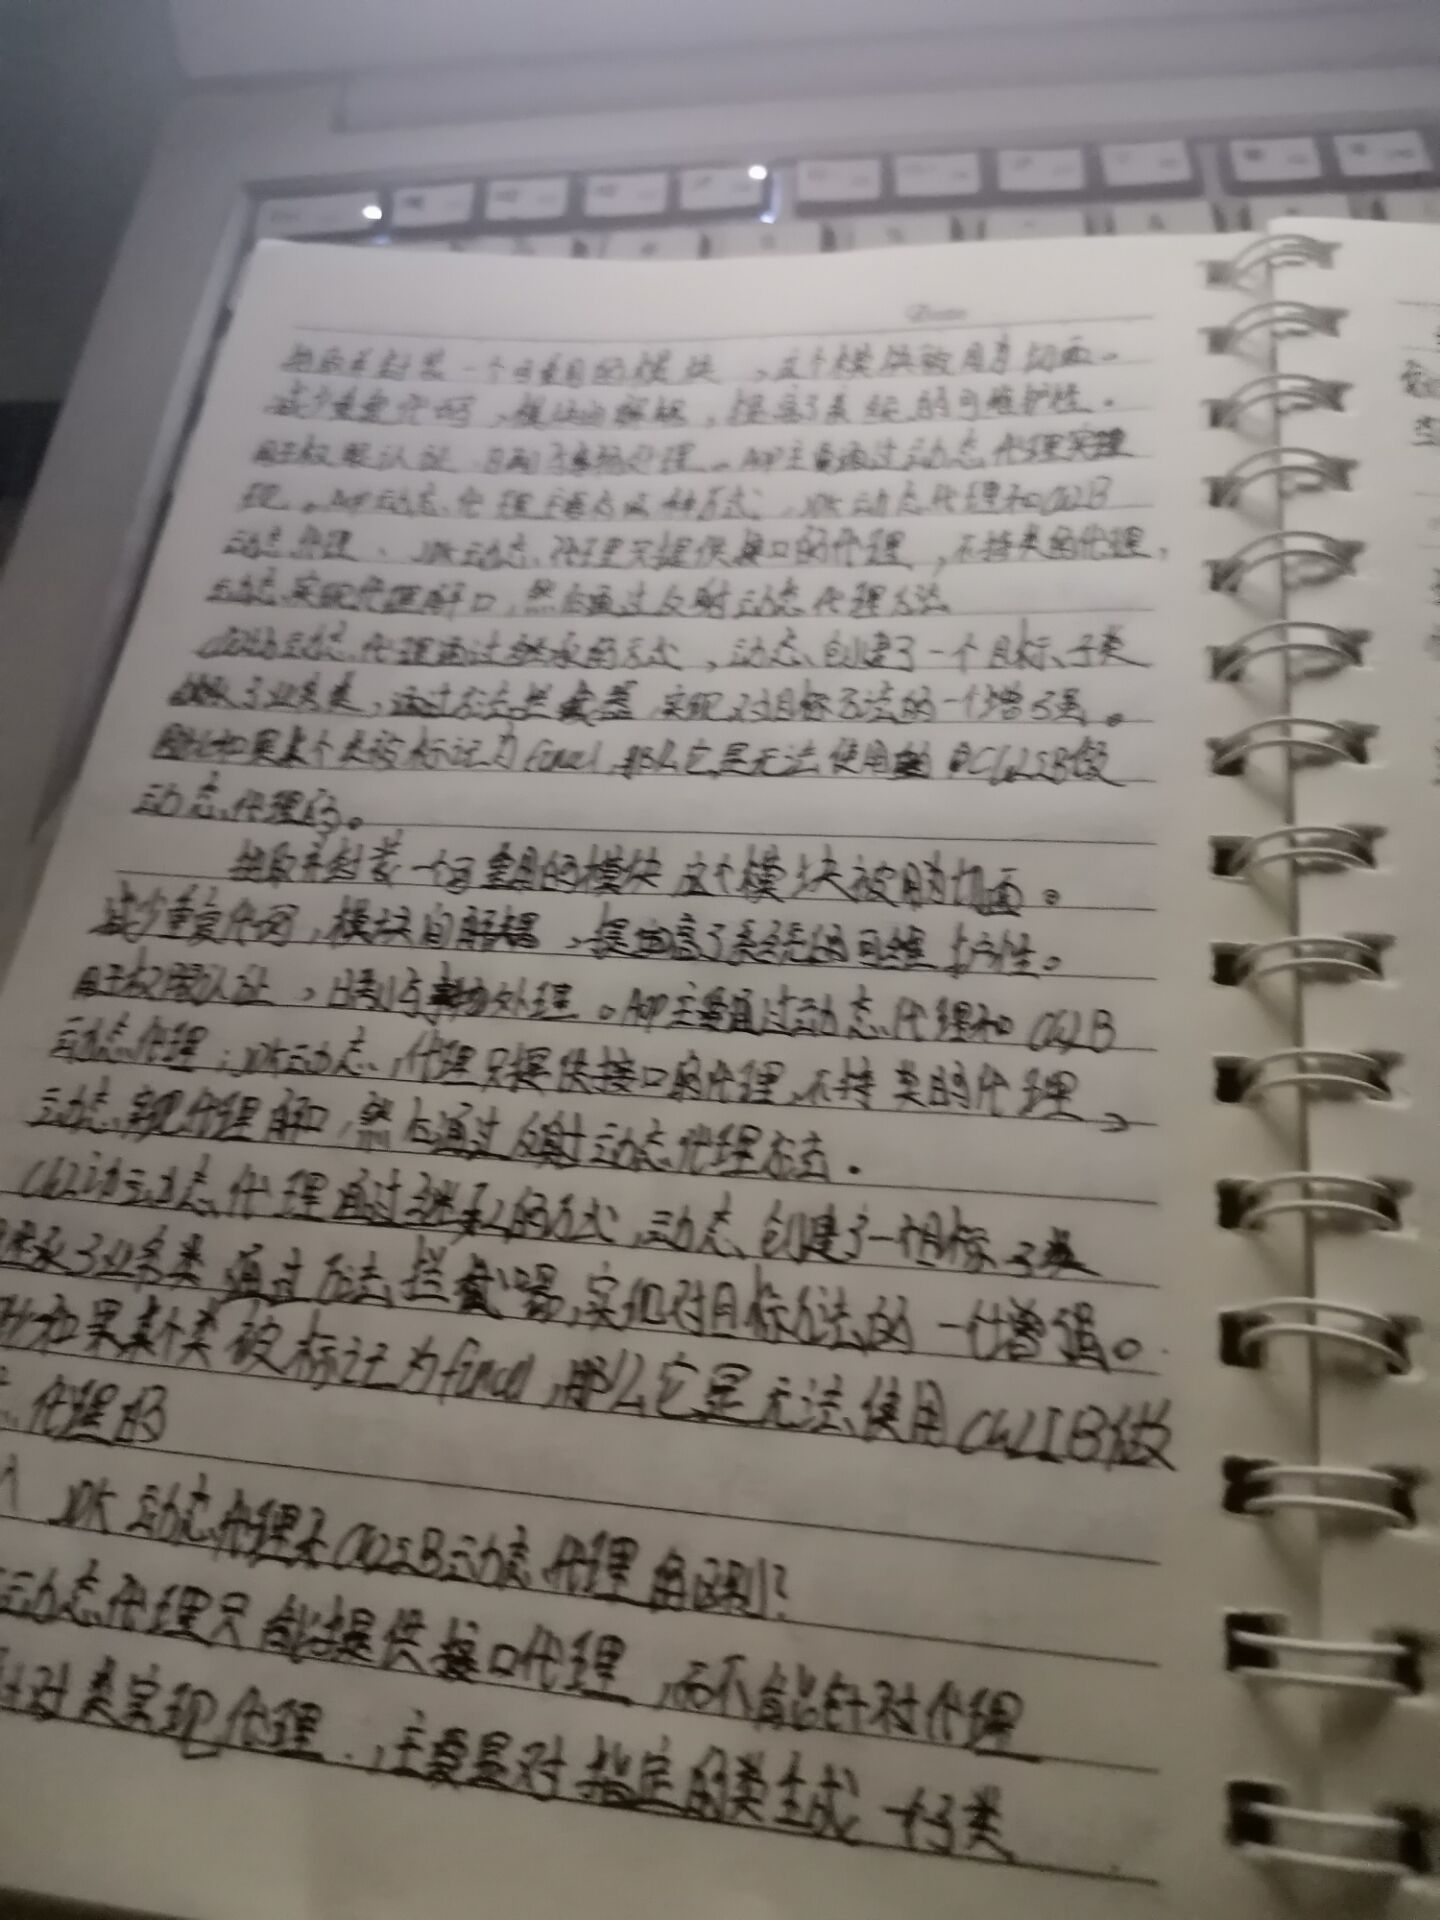 Date
抽取并封装一个可重用的模块，这个模块被用为切面。
减少重复代码，模块间解耦，提高了系统的可维护性。
用于权限认证、日志与事务处理。AOP主要通过动态代理实
现。AOP动态代理主要有两种方式，JDK动态代理和CGLIB
动态代理、JDK动态代理只提供接口的代理，不持类的代理，
动态实现代理解口，然后通过反射动态代理方法
动态代理通过继承的方式，动态创建了一个目标子类
继承了业务类，通过方法拦截器实现对目标方法的一个增强。
因此如果某个类被标记为final，那么它是无法使用CGLIB做
动态代理的。
抽取并封装一个可重用的模块 这个模块被用为切面。
减少重复代码，模块间解耦，提高了系统的可维护性。
用于权限认证，日志与事物处理。AOP主要通过动态代理和CGLIB
动态代理；JDK动态代理只提供接口的代理，不持类的代理，
动态实现代理解口，然后通过反射动态代理方法。
动态代理通过继承的方式，动态创建了一个目标子类
继承了业务类 通过方法拦截器，实现对目标方法的一个增强。
如果某个类被标记为final，那么它是无法使用CGLIB做
代理的
JDK动态代理和CGLIB动态代理的区别？
动态代理只能提供接口代理，而不能针对代理
针对类实现代理，主要是对指定的类生成一个子类